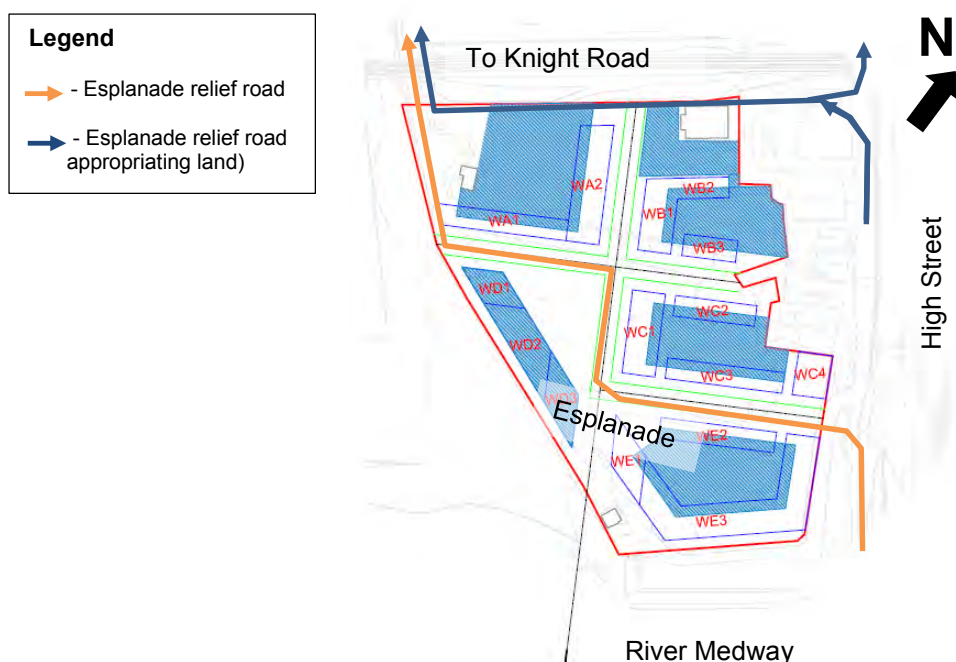 Legend
- Esplanade relief road
- Esplanade relief road
appropriating land)
To Knight Road
N
High Street
WA2
WA1
WB2
WB1
WB3
WD1
WC2
WC1
WD2
WC3
WC4
WD3
Esplanade
WE2
WE1
WE3
River Medway